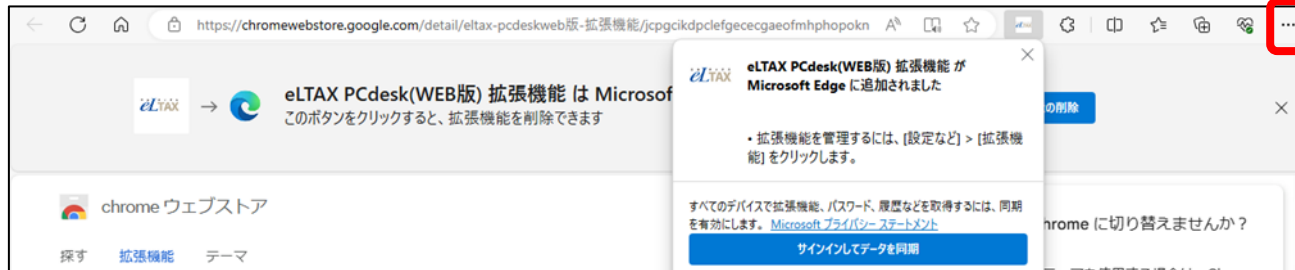 https://chromewebstore.google.com/detail/eltax-pcdeskweb版-拡張機能/jcpgcikdpclefgececgaeofmhphopokn
eLTAX
eLTAX PCdesk(WEB版) 拡張機能 は Microsof
このボタンをクリックすると、拡張機能を削除できます
eLTAX
eLTAX PCdesk(WEB版) 拡張機能 が
Microsoft Edge に追加されました
• 拡張機能を管理するには、[設定など] > [拡張機
能] をクリックします。
すべてのデバイスで拡張機能、パスワード、履歴などを取得するには、同期
を有効にします。 Microsoft プライバシー ステートメント
サインインしてデータを同期
の削除
chrome ウェブストア
探す 拡張機能 テーマ
hrome に切り替えませんか？